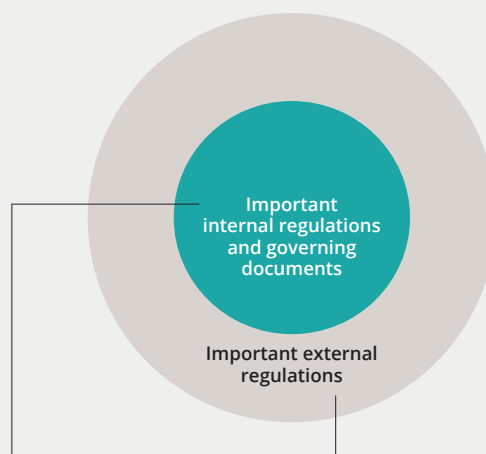 Important
internal regulations
and governing
documents
Important external
regulations